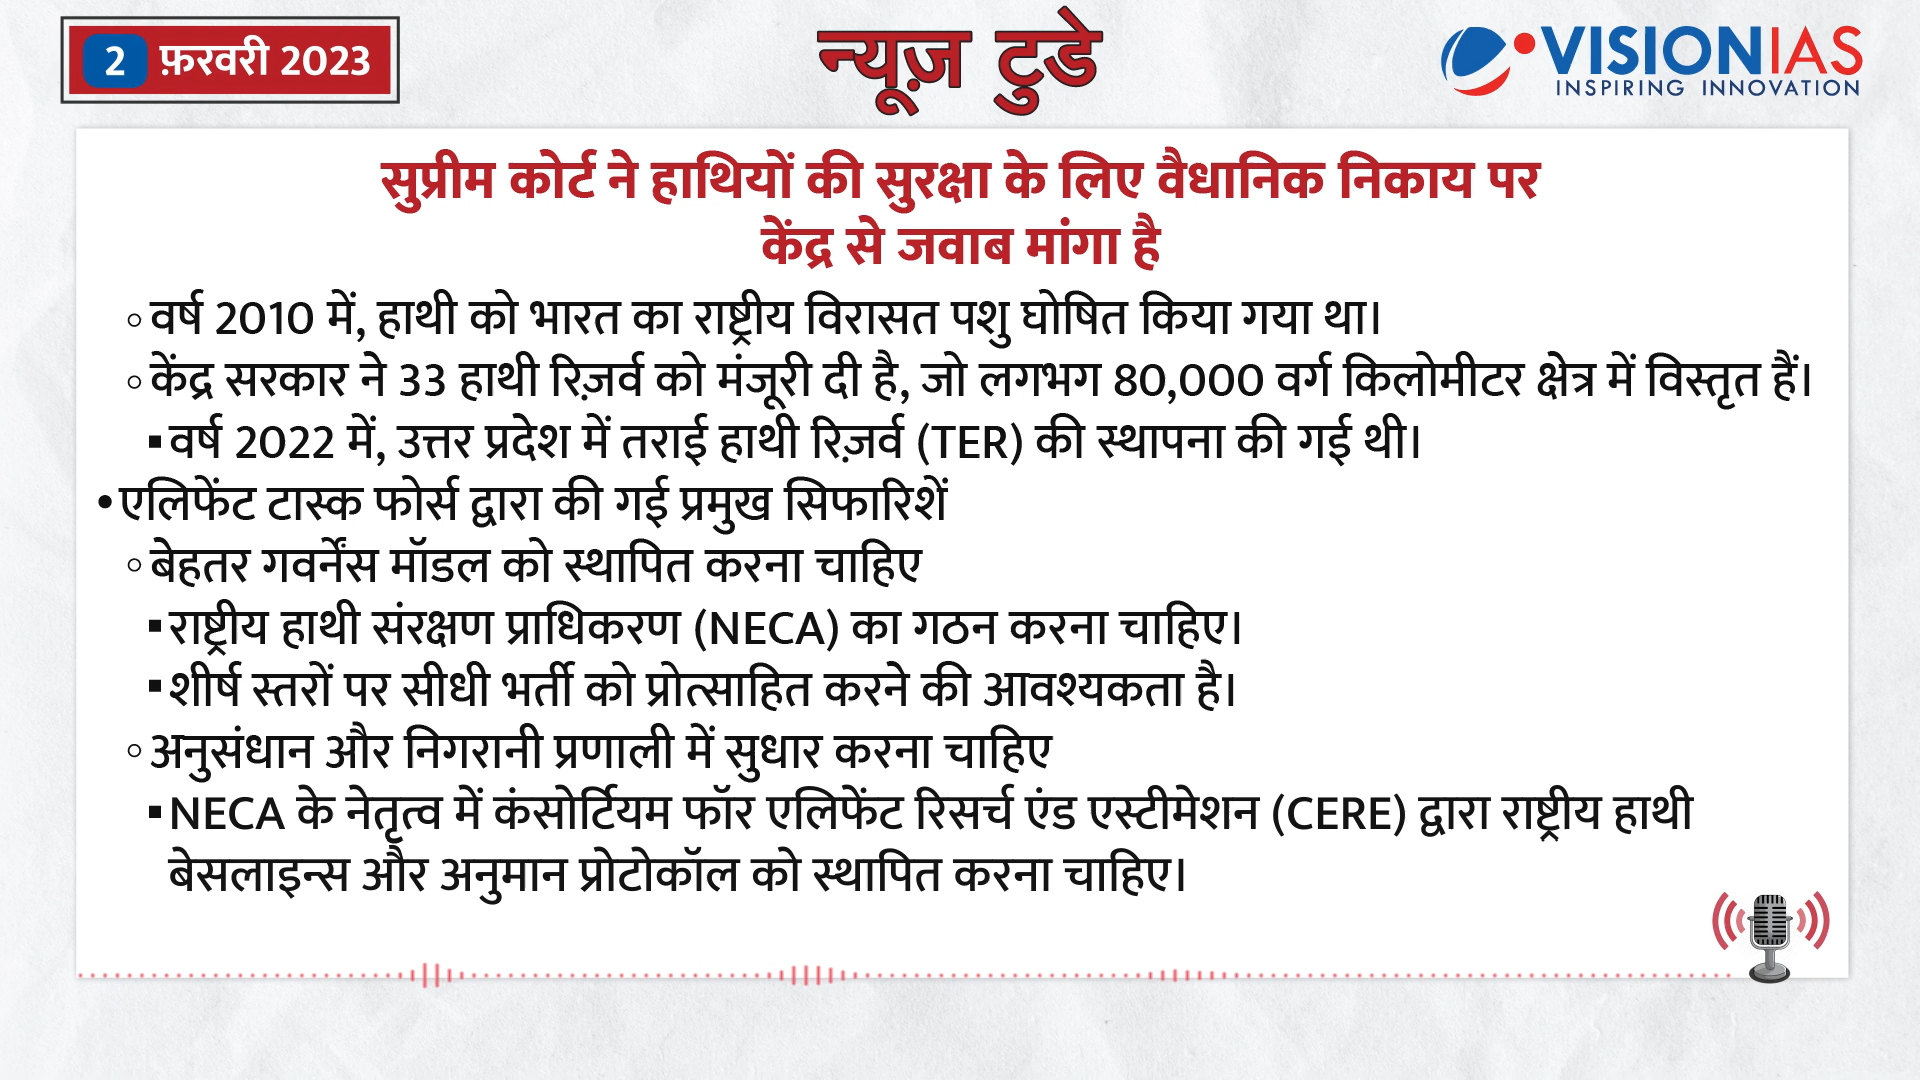 2 फ़रवरी 2023
न्यूज़ टुडे
VISIONIAS
INSPIRING INNOVATION
सुप्रीम कोर्ट ने हाथियों की सुरक्षा के लिए वैधानिक निकाय पर
केंद्र से जवाब मांगा है
◦ वर्ष 2010 में, हाथी को भारत का राष्ट्रीय विरासत पशु घोषित किया गया था।
◦ केंद्र सरकार ने 33 हाथी रिज़र्व को मंजूरी दी है, जो लगभग 80,000 वर्ग किलोमीटर क्षेत्र में विस्तृत हैं।
▪ वर्ष 2022 में, उत्तर प्रदेश में तराई हाथी रिज़र्व (TER) की स्थापना की गई थी।
• एलिफेंट टास्क फोर्स द्वारा की गई प्रमुख सिफारिशें
◦ बेहतर गवर्नेंस मॉडल को स्थापित करना चाहिए
▪ राष्ट्रीय हाथी संरक्षण प्राधिकरण (NECA) का गठन करना चाहिए।
▪ शीर्ष स्तरों पर सीधी भर्ती को प्रोत्साहित करने की आवश्यकता है।
◦ अनुसंधान और निगरानी प्रणाली में सुधार करना चाहिए
▪ NECA के नेतृत्व में कंसोर्टियम फॉर एलिफेंट रिसर्च एंड एस्टीमेशन (CERE) द्वारा राष्ट्रीय हाथी
बेसलाइन्स और अनुमान प्रोटोकॉल को स्थापित करना चाहिए।